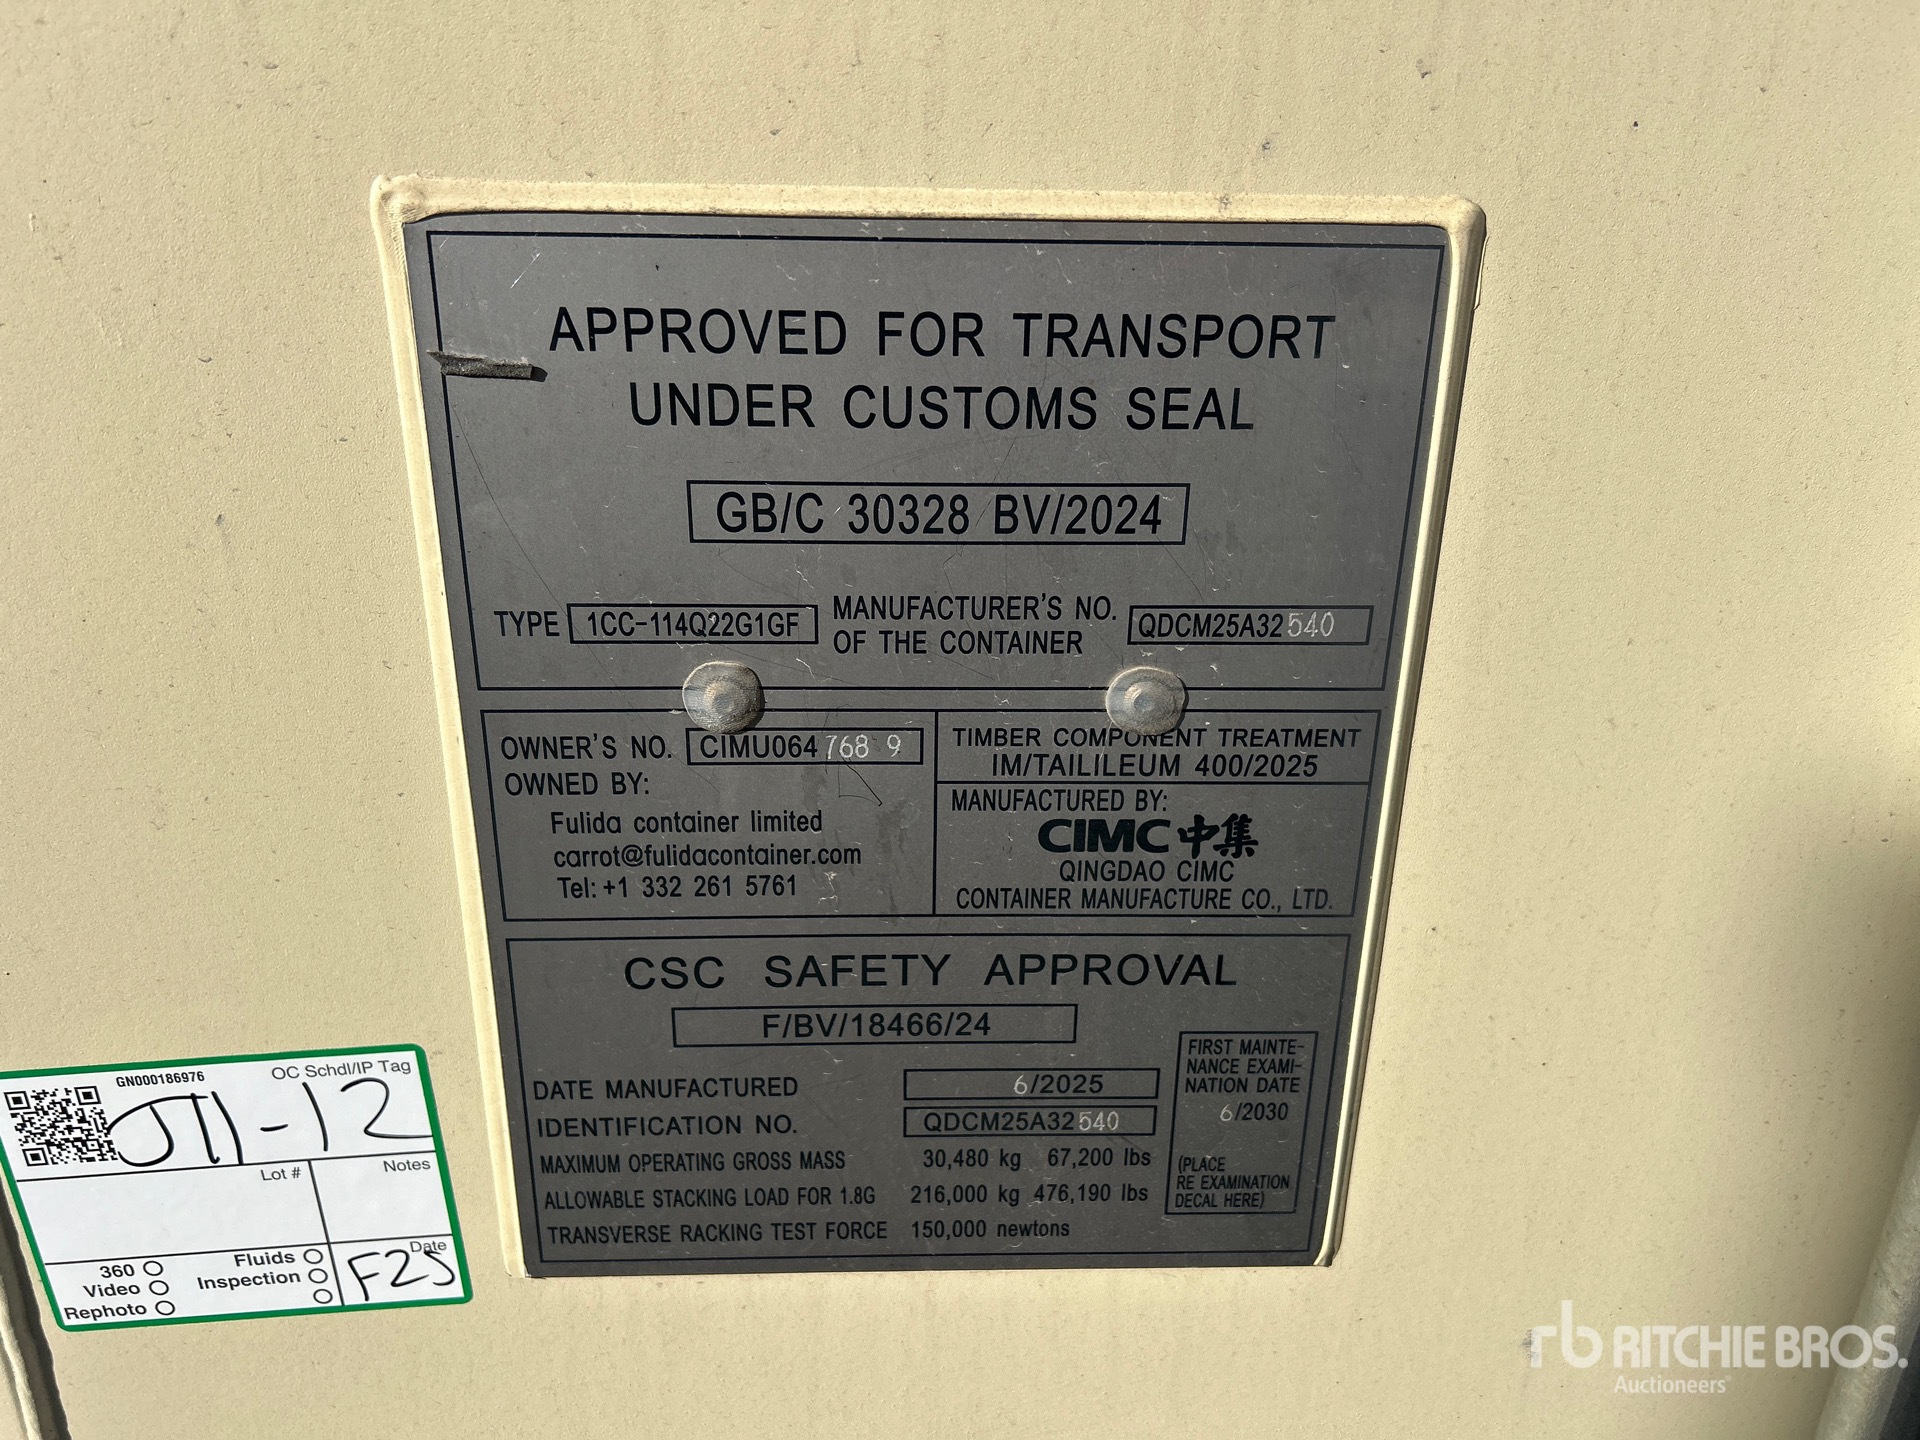 APPROVED FOR TRANSPORT
UNDER CUSTOMS SEAL
GB/C 30328 BV/2024
TYPE 1CC-114Q22G1GF
MANUFACTURER'S NO.
OF THE CONTAINER
QDCM25A32540
OWNER'S NO. CIMU064768 9
OWNED BY:
Fulida container limited
carrot@fulidacontainer.com
Tel: +1 332 261 5761
TIMBER COMPONENT TREATMENT
IM/TAILILEUM 400/2025
MANUFACTURED BY:
CIMC中集
QINGDAO CIMC
CONTAINER MANUFACTURE CO., LTD.
CSC SAFETY APPROVAL
F/BV/18466/24
DATE MANUFACTURED 6/2025
IDENTIFICATION NO. QDCM25A32540
MAXIMUM OPERATING GROSS MASS 30,480 kg 67,200 lbs
ALLOWABLE STACKING LOAD FOR 1.8G 216,000 kg 476,190 lbs
TRANSVERSE RACKING TEST FORCE 150,000 newtons
FIRST MAINTE-
NANCE EXAMI-
NATION DATE
6/2030
(PLACE
RE EXAMINATION
DECAL HERE)
GN000186976
OC Schdl/IP Tag
J11-12
Lot #
Notes
360
Video
Rephoto
Fluids
Inspection
Date
F25
rb RITCHIE BROS.
Auctioneers